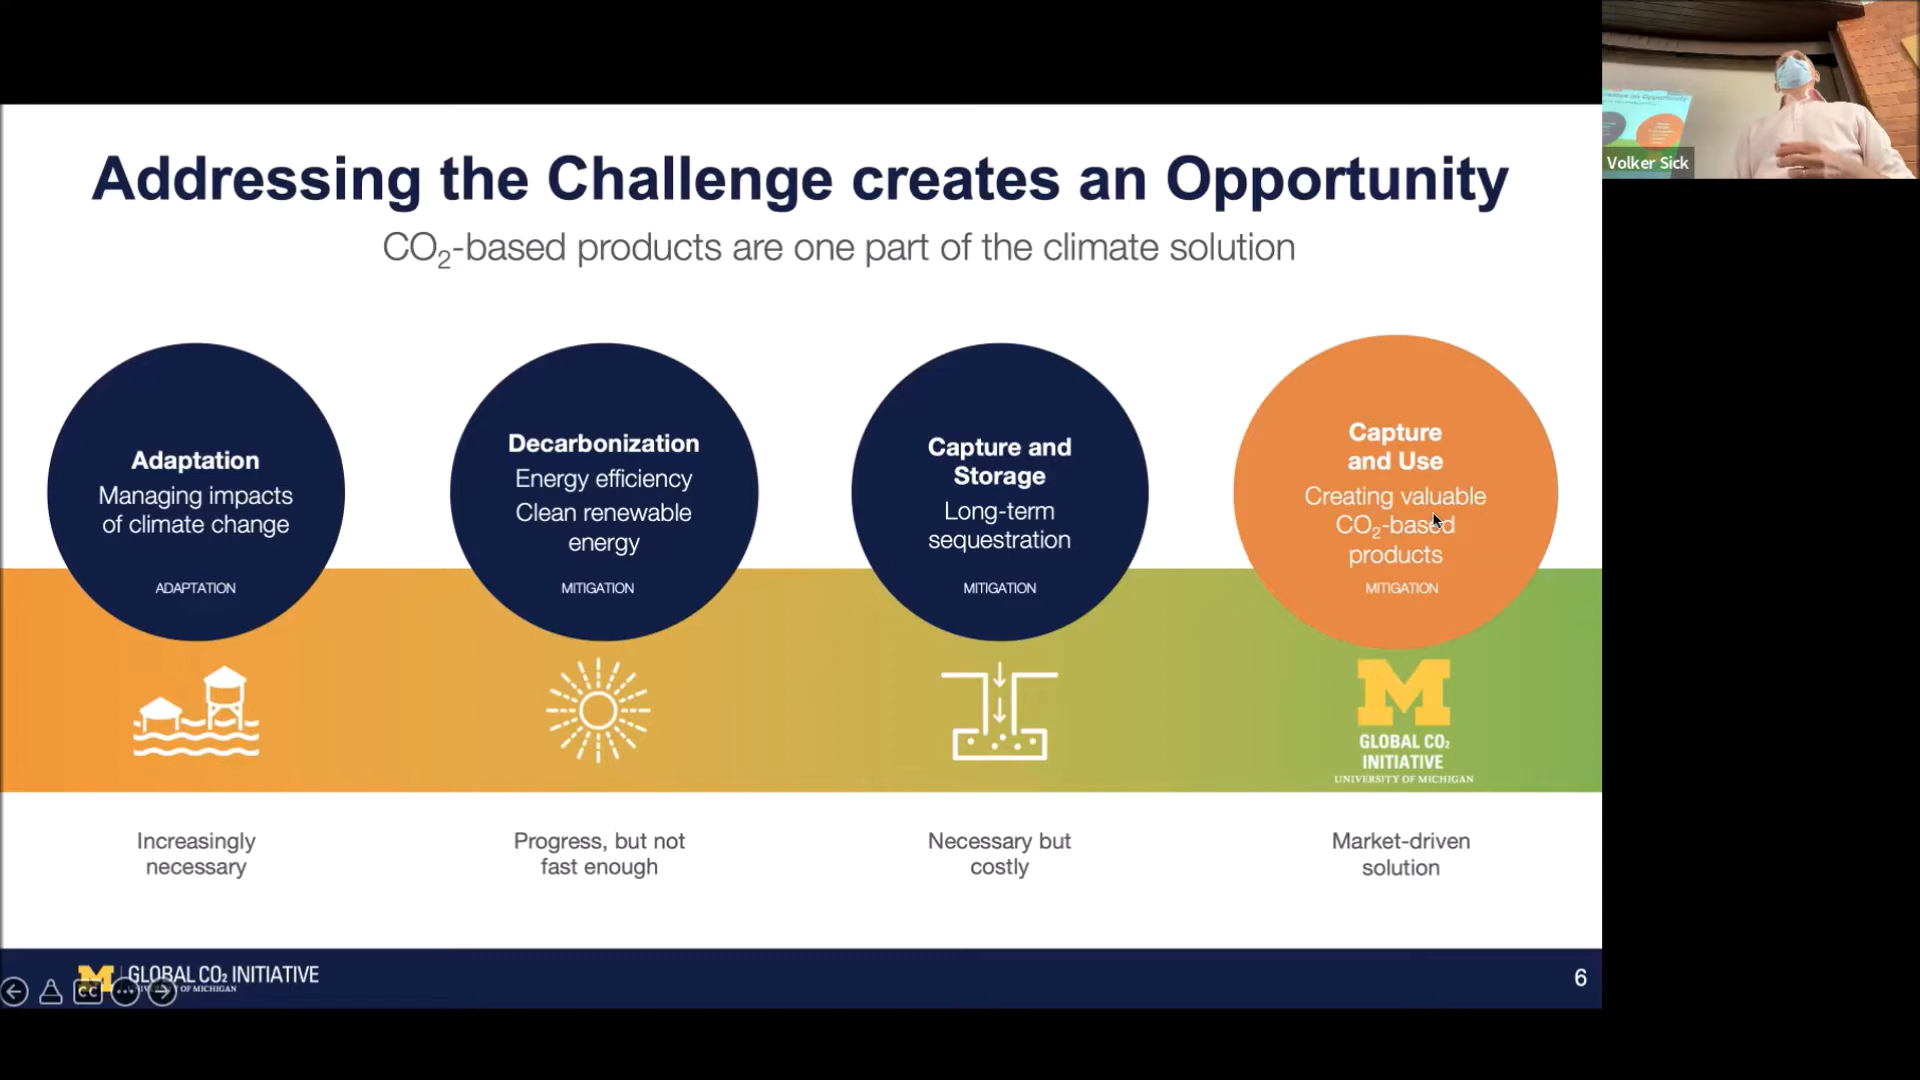 Addressing the Challenge creates an Opportunity
CO₂-based products are one part of the climate solution
Adaptation
Managing impacts
of climate change
ADAPTATION
Decarbonization
Energy efficiency
Clean renewable
energy
MITIGATION
Capture and
Storage
Long-term
sequestration
MITIGATION
Capture
and Use
Creating valuable
CO₂-based
products
MITIGATION
M
GLOBAL CO₂
INITIATIVE
UNIVERSITY OF MICHIGAN
Increasingly
necessary
Progress, but not
fast enough
Necessary but
costly
Market-driven
solution
M GLOBAL CO₂ INITIATIVE
OF MICHIGAN
CC
6
Volker Sick